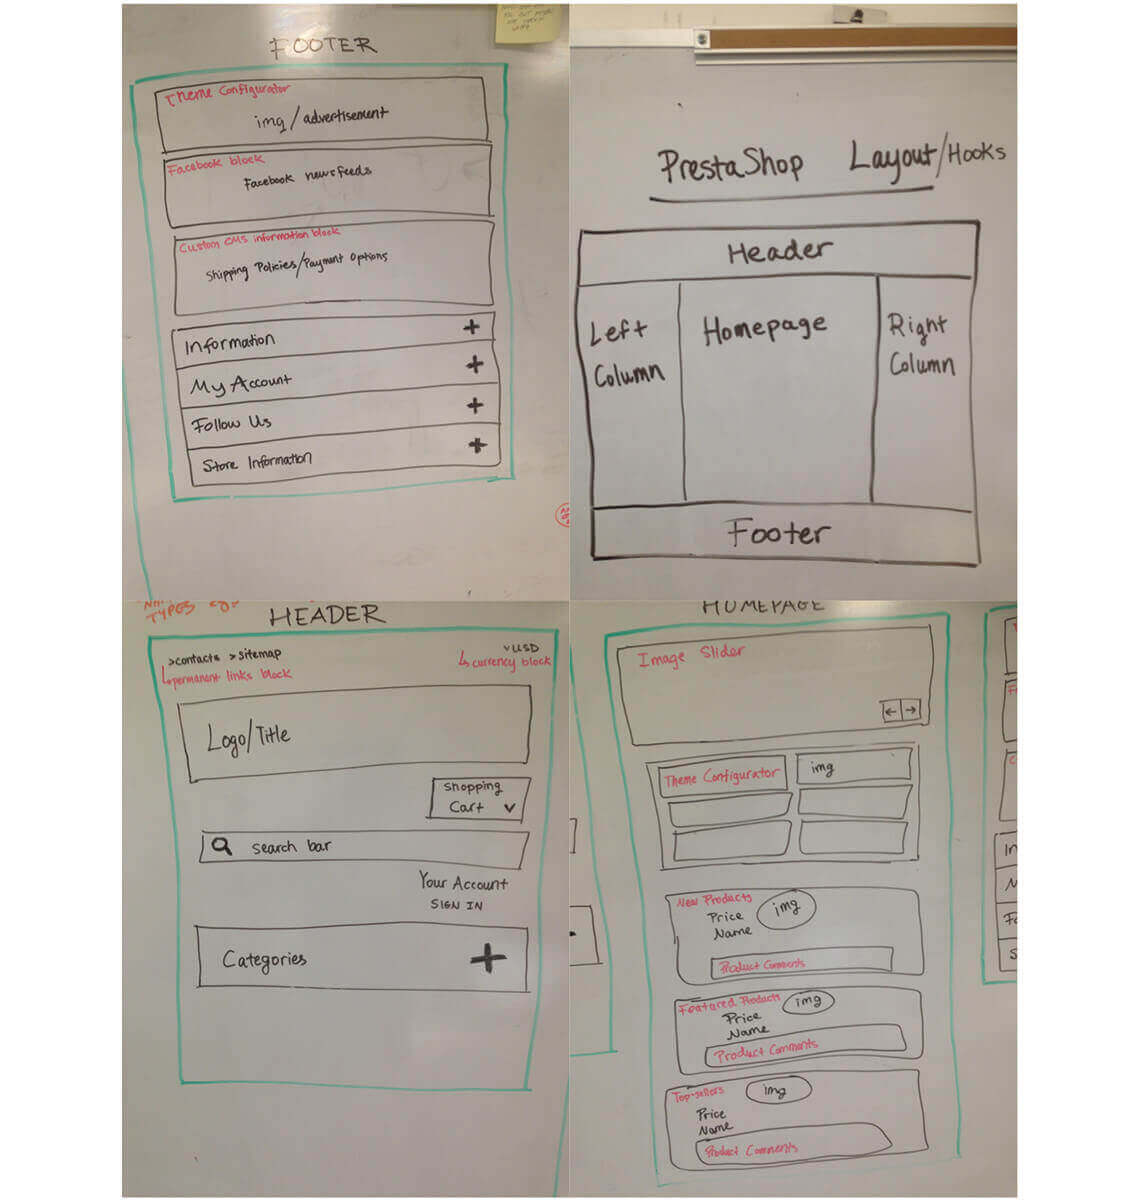 FOOTER
Theme Configurator
img/advertisement
Facebook block
Facebook newsfeeds
Custom CMS information block
Shipping Policies/Payment Options
Information +
My Account +
Follow Us +
Store Information +
PrestaShop Layout/Hooks
Header
Left Column
Homepage
Right Column
Footer
TYPES
HEADER
>contacts >sitemap
permanent links block
v USD
currency block
Logo/Title
Shopping
Cart v
search bar
Your Account
SIGN IN
Categories +
HOMEPAGE
Image Slider
← →
Theme Configurator
img
New Products
Price
Name
img
Product Comments
Featured Products
Price
Name
img
Product Comments
Top-sellers
img
Price
Name
Product Comments